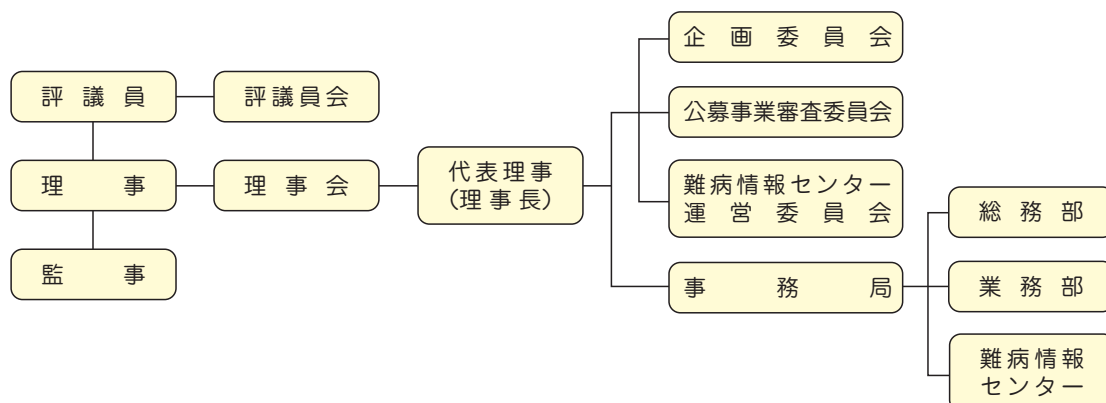 評議員
評議員会
理事
理事会
監事
代表理事
（理事長）
企画委員会
公募事業審査委員会
難病情報センター
運営委員会
事務局
総務部
業務部
難病情報
センター